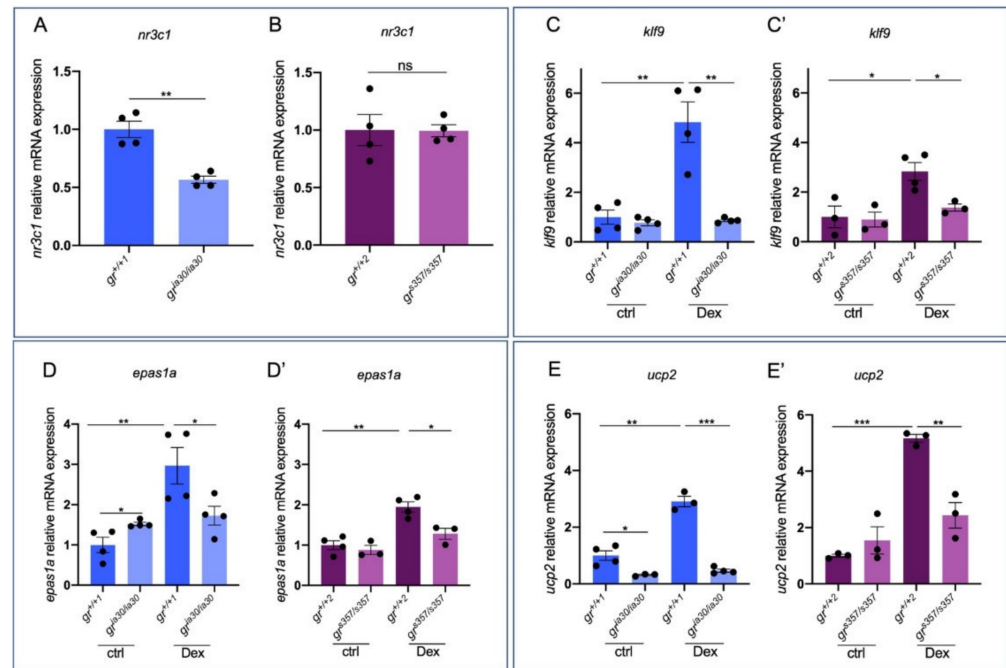 A
nr3c1
nr3c1 relative mRNA expression
1.5
1.0
0.5
0.0
**
gr+/+1
gria30/ia30
B
nr3c1
nr3c1 relative mRNA expression
1.5
1.0
0.5
0.0
ns
gr+/+2
grs357/s357
C
klf9
klf9 relative mRNA expression
6
4
2
0
** **
gr+/+1 gria30/ia30 gr+/+1 gria30/ia30
ctrl Dex
C'
klf9
klf9 relative mRNA expression
6
4
2
0
* *
gr+/+2 grs357/s357 gr+/+2 grs357/s357
ctrl Dex
D
epas1a
epas1a relative mRNA expression
4
3
2
1
0
** *
*
gr+/+1 gria30/ia30 gr+/+1 gria30/ia30
ctrl Dex
D'
epas1a
epas1a relative mRNA expression
4
3
2
1
0
** *
gr+/+2 grs357/s357 gr+/+2 grs357/s357
ctrl Dex
E
ucp2
ucp2 relative mRNA expression
6
4
2
0
** ***
*
gr+/+1 gria30/ia30 gr+/+1 gria30/ia30
ctrl Dex
E'
ucp2
ucp2 relative mRNA expression
6
4
2
0
*** **
gr+/+2 grs357/s357 gr+/+2 grs357/s357
ctrl Dex